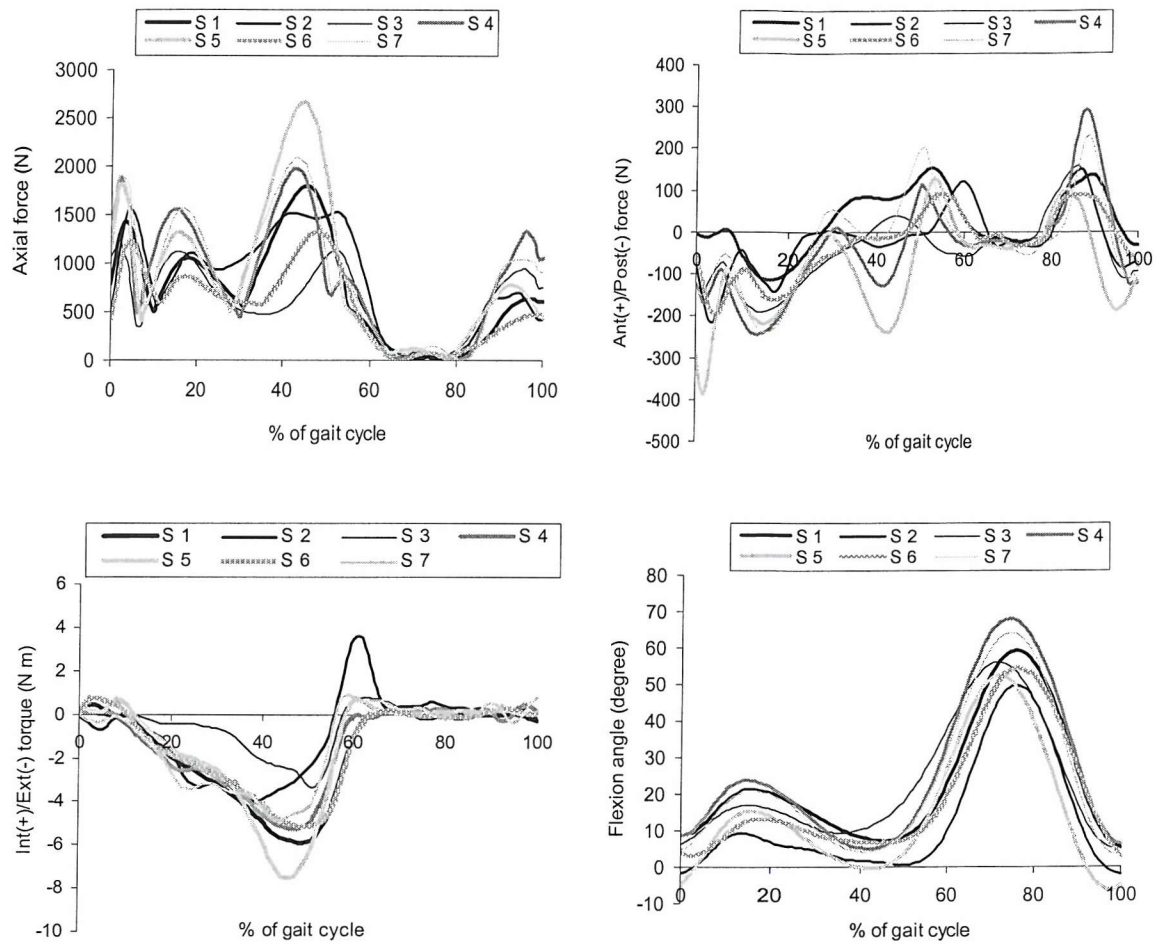 S 1 S 2 S 3 S 4
S 5 S 6 S 7
3000
2500
2000
1500
1000
500
0
Axial force (N)
0 20 40 60 80 100
% of gait cycle
S 1 S 2 S 3 S 4
S 5 S 6 S 7
400
300
200
100
0
-100
-200
-300
-400
-500
Ant(+)/Post(-) force (N)
0 20 40 60 80 100
% of gait cycle
S 1 S 2 S 3 S 4
S 5 S 6 S 7
6
4
2
0
-2
-4
-6
-8
-10
Int(+)/Ext(-) torque (N m)
0 20 40 60 80 100
% of gait cycle
S 1 S 2 S 3 S 4
S 5 S 6 S 7
80
70
60
50
40
30
20
10
0
-10
Flexion angle (degree)
0 20 40 60 80 100
% of gait cycle